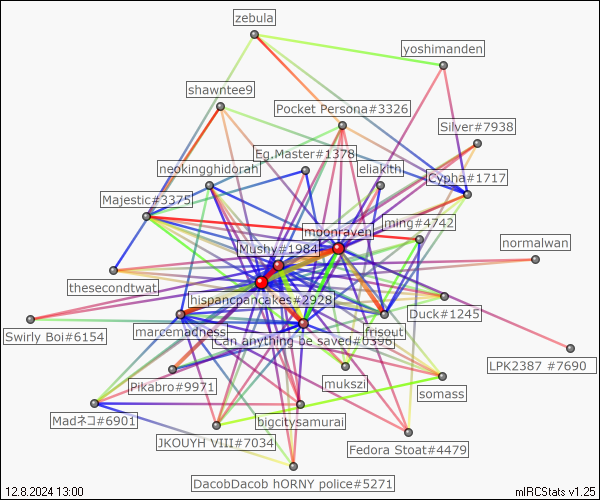 zebula
yoshimanden
shawntee9
Pocket Persona#3326
Silver#7938
Eg.Master#1378
neokingghidorah
eliakith
Cypha#1717
Majestic#3375
ming#4742
moonraven
Mushy#1984
normalwan
thesecondtwat
hispancpancakes#2928
Duck#1245
marcemadness
frisout
Swirly Boi#6154
Can anything be saved#0396
LPK2387 #7690
Pikabro#9971
mukszi
somass
Madネコ#6901
bigcitysamurai
JKOUYH VIII#7034
Fedora Stoat#4479
DacobDacob hORNY police#5271
12.8.2024 13:00
mIRCStats v1.25